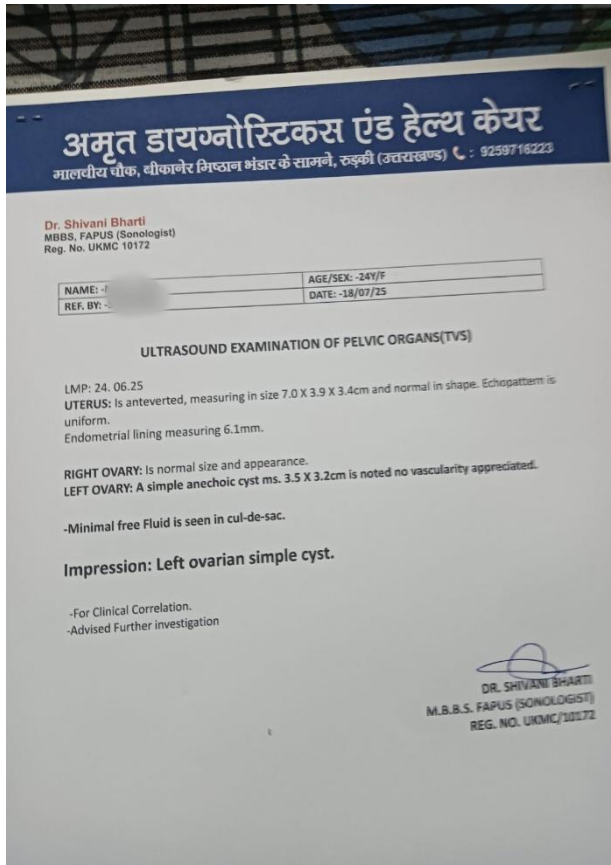 अमृत डायग्नोस्टिकस एंड हेल्थ केयर
मालवीय चौक, बीकानेर मिष्ठान भंडार के सामने, रुड़की (उत्तराखण्ड) : 9259716223
Dr. Shivani Bharti
MBBS, FAPUS (Sonologist)
Reg. No. UKMC 10172
NAME: - AGE/SEX: -24Y/F
REF. BY: - DATE: -18/07/25
ULTRASOUND EXAMINATION OF PELVIC ORGANS(TVS)
LMP: 24. 06.25
UTERUS: Is anteverted, measuring in size 7.0 X 3.9 X 3.4cm and normal in shape. Echopattern is
uniform.
Endometrial lining measuring 6.1mm.
RIGHT OVARY: Is normal size and appearance.
LEFT OVARY: A simple anechoic cyst ms. 3.5 X 3.2cm is noted no vascularity appreciated.
-Minimal free Fluid is seen in cul-de-sac.
Impression: Left ovarian simple cyst.
-For Clinical Correlation.
-Advised Further investigation
DR. SHIVANI BHARTI
M.B.B.S. FAPUS (SONOLOGIST)
REG. NO. UKMC/10172